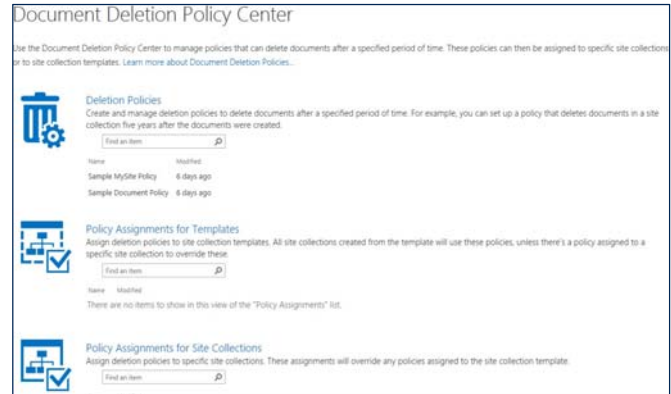 Document Deletion Policy Center
Use the Document Deletion Policy Center to manage policies that can delete documents after a specified period of time. These policies can then be assigned to specific site collections
or to site collection templates. Learn more about Document Deletion Policies...
Deletion Policies
Create and manage deletion policies to delete documents after a specified period of time. For example, you can set up a policy that deletes documents in a site
collection five years after the documents were created.
Find an item
Name Modified
Sample MySite Policy 6 days ago
Sample Document Policy 6 days ago
Policy Assignments for Templates
Assign deletion policies to site collection templates. All site collections created from the template will use these policies, unless there's a policy assigned to a
specific site collection to override these.
Find an item
Name Modified
There are no items to show in this view of the "Policy Assignments" list.
Policy Assignments for Site Collections
Assign deletion policies to specific site collections. These assignments will override any policies assigned to the site collection template.
Find an item